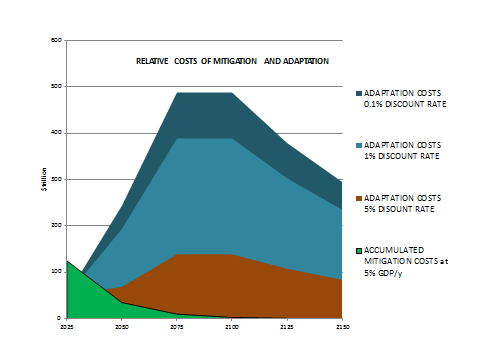 600
RELATIVE COSTS OF MITIGATION AND ADAPTATION
500
400
300
200
100
0
$trillion
2025 2050 2075 2100 2125 2150
ADAPTATION COSTS
0.1% DISCOUNT RATE
ADAPTATION COSTS
1% DISCOUNT RATE
ADAPTATION COSTS
5% DISOUNT RATE
ACCUMULATED
MITIGATION COSTS at
5% GDP/y